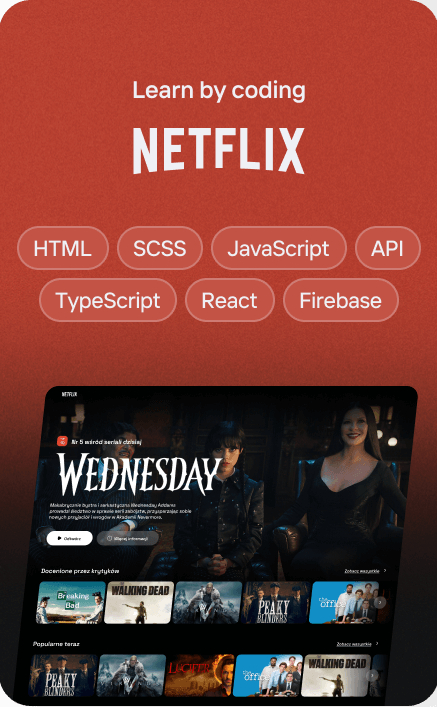 Learn by coding
NETFLIX
HTML SCSS JavaScript API
TypeScript React Firebase
NETFLIX
Nr 5 wśród seriali dzisiaj
WEDNESDAY
Makabrycznie bystra i sarkastyczna Wednesday Addams
prowadzi śledztwo w sprawie serii zabójstw, przysparzając sobie
nowych przyjaciół i wrogów w Akademii Nevermore.
Odtwórz Więcej informacji
Docenione przez krytyków Zobacz wszystkie
Breaking Bad WALKING DEAD PEAKY BLINDERS the office
Popularne teraz Zobacz wszystkie
PEAKY BLINDERS LUCIFER the office WALKING DEAD